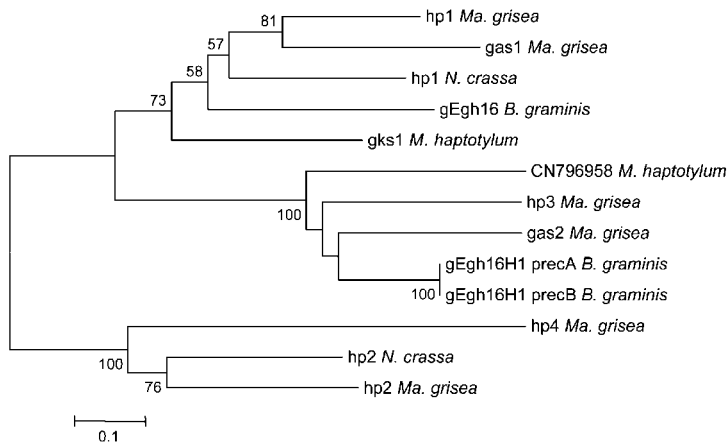 hp1 Ma. grisea
81
gas1 Ma. grisea
57
hp1 N. crassa
58
gEgh16 B. graminis
73
gks1 M. haptotylum
CN796958 M. haptotylum
100
hp3 Ma. grisea
gas2 Ma. grisea
gEgh16H1 precA B. graminis
100
gEgh16H1 precB B. graminis
hp4 Ma. grisea
100
hp2 N. crassa
76
hp2 Ma. grisea
0.1